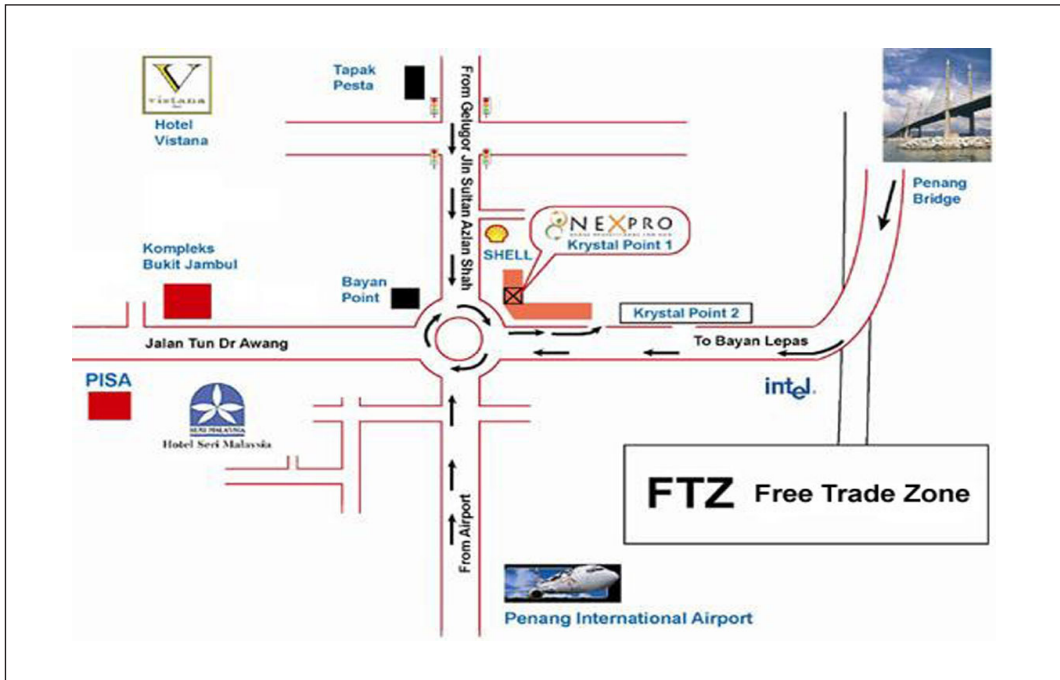 Tapak
Pesta
From Gelugor Jln Sultan Azlan Shah
V
vistana
Hotel
Vistana
Penang
Bridge
NEXPRO
Krystal Point 1
SHELL
Kompleks
Bukit Jambul
Bayan
Point
Krystal Point 2
Jalan Tun Dr Awang
To Bayan Lepas
PISA
intel.
SERI MALAYSIA
Hotel Seri Malaysia
FTZ Free Trade Zone
From Airport
Penang International Airport